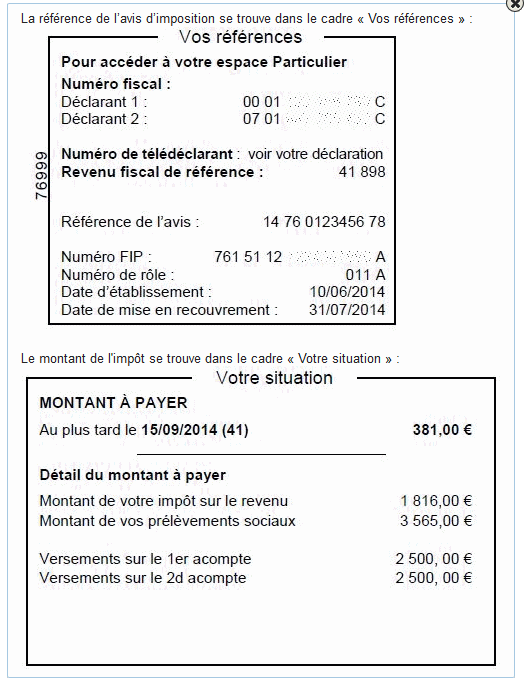 La référence de l'avis d'imposition se trouve dans le cadre « Vos références » :
Vos références
Pour accéder à votre espace Particulier
Numéro fiscal :
Déclarant 1 : 00 01 C
Déclarant 2 : 07 01 C
Numéro de télédéclarant : voir votre déclaration
Revenu fiscal de référence : 41 898
76999
Référence de l'avis : 14 76 0123456 78
Numéro FIP : 761 51 12 A
Numéro de rôle : 011 A
Date d'établissement : 10/06/2014
Date de mise en recouvrement : 31/07/2014
Le montant de l'impôt se trouve dans le cadre « Votre situation » :
Votre situation
MONTANT À PAYER
Au plus tard le 15/09/2014 (41) 381,00 €
Détail du montant à payer
Montant de votre impôt sur le revenu 1 816,00 €
Montant de vos prélèvements sociaux 3 565,00 €
Versements sur le 1er acompte 2 500, 00 €
Versements sur le 2d acompte 2 500, 00 €